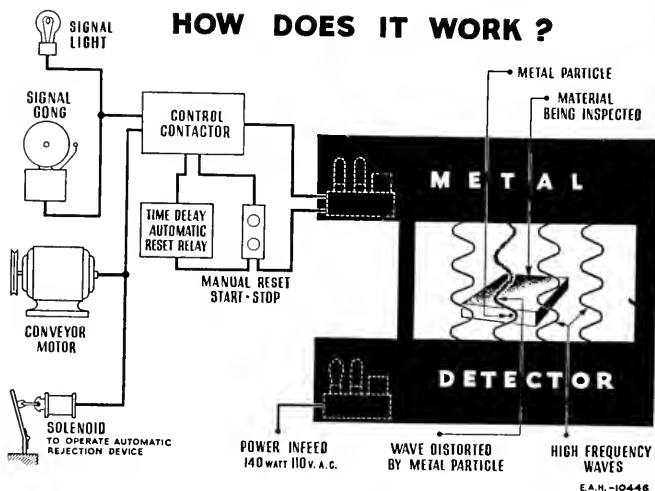 HOW DOES IT WORK?
SIGNAL
LIGHT
SIGNAL
GONG
CONTROL
CONTACTOR
TIME DELAY
AUTOMATIC
RESET RELAY
MANUAL RESET
START-STOP
CONVEYOR
MOTOR
SOLENOID
TO OPERATE AUTOMATIC
REJECTION DEVICE
METAL PARTICLE
MATERIAL
BEING INSPECTED
METAL
DETECTOR
POWER INFEED
140 WATT 110 V. A.C.
WAVE DISTORTED
BY METAL PARTICLE
HIGH FREQUENCY
WAVES
E.A.H.-10446